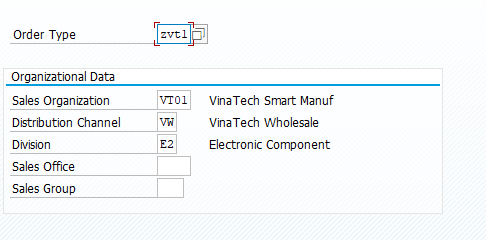 Order Type zvt1
Organizational Data
Sales Organization VT01 VinaTech Smart Manuf
Distribution Channel VW VinaTech Wholesale
Division E2 Electronic Component
Sales Office
Sales Group